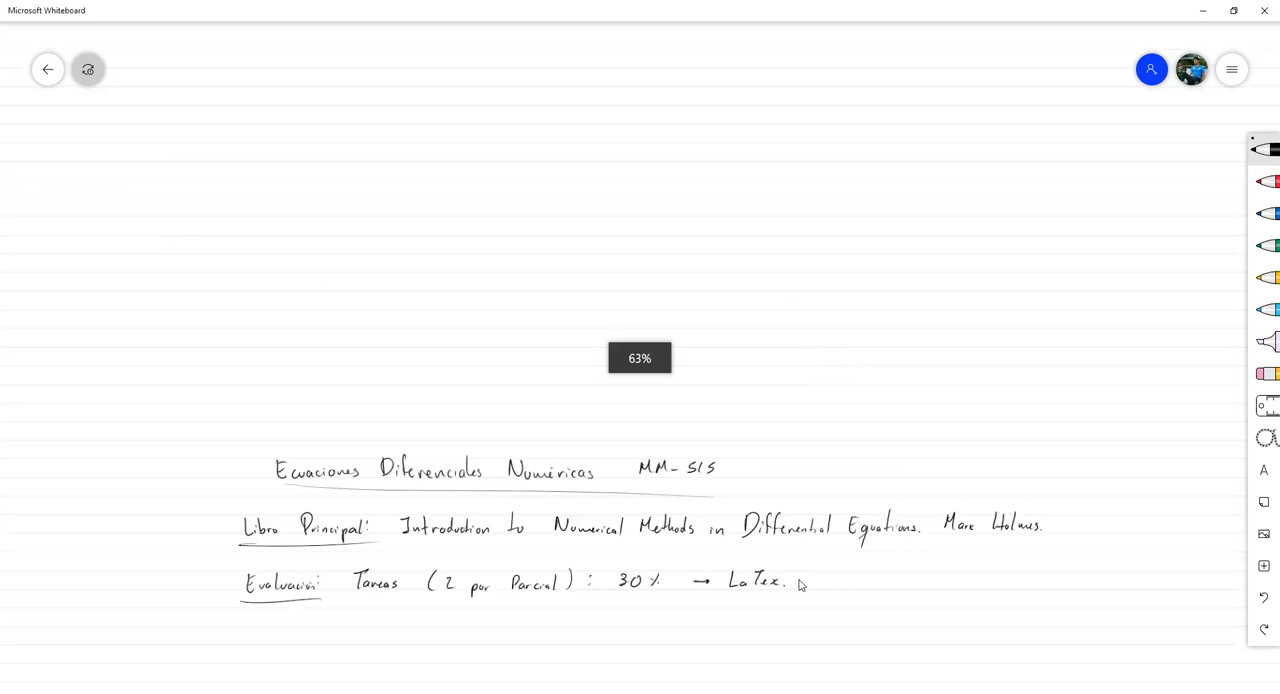 Microsoft Whiteboard
63%
Ecuaciones Diferenciales Numéricas MM-515
Libro Principal: Introduction to Numerical Methods in Differential Equations. Mark Holmes.
Evaluación: Tareas (2 por Parcial): 30% → LaTex.
A